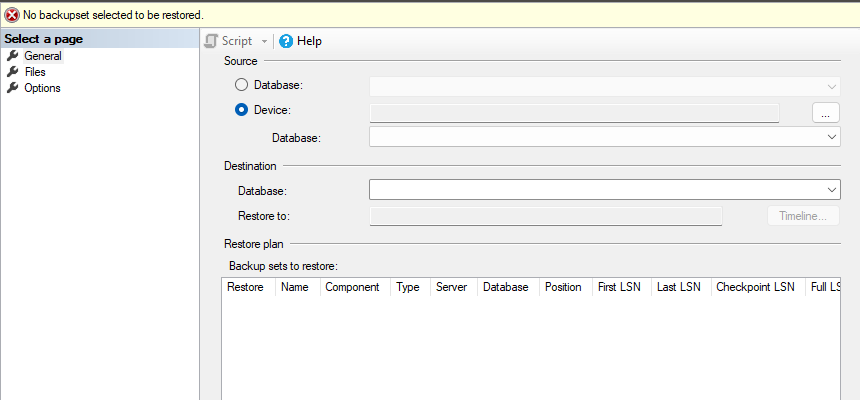 No backupset selected to be restored.
Select a page
General
Files
Options
Script
Help
Source
Database:
Device:
...
Database:
Destination
Database:
Restore to:
Timeline...
Restore plan
Backup sets to restore:
Restore Name Component Type Server Database Position First LSN Last LSN Checkpoint LSN Full LS